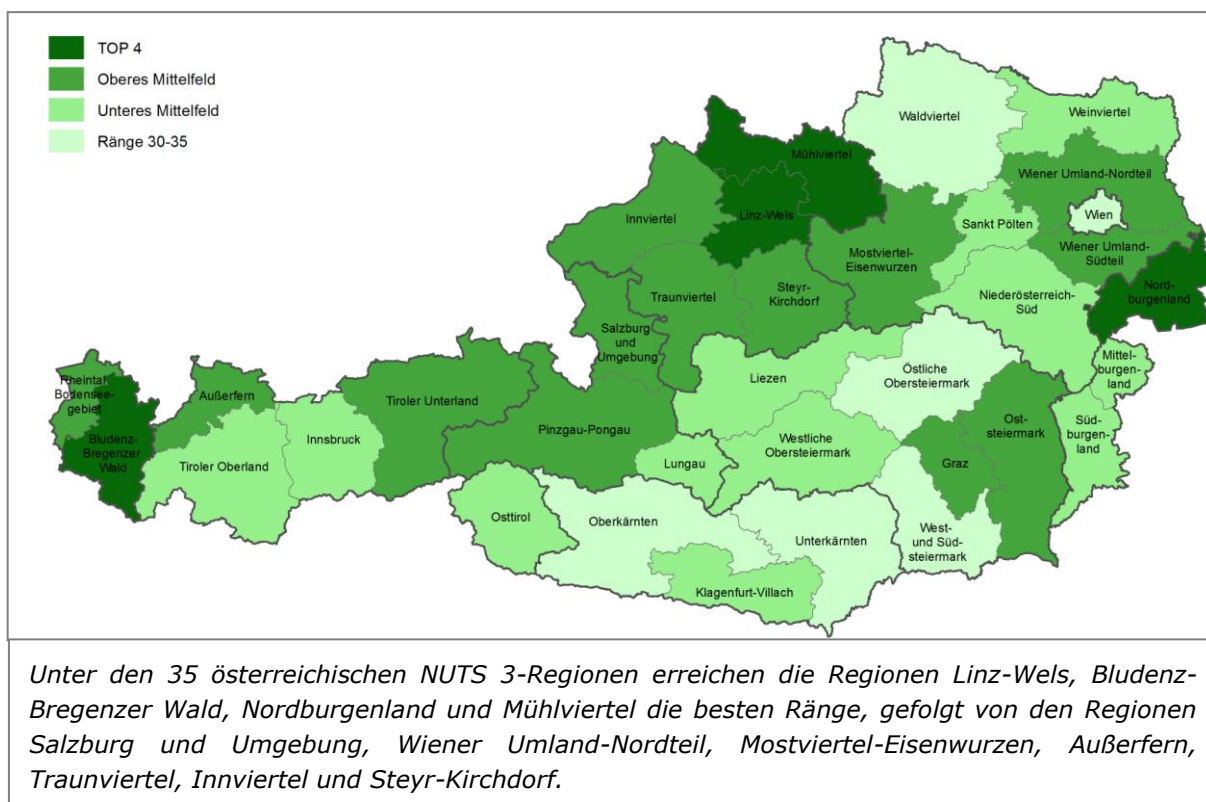 TOP 4
Oberes Mittelfeld
Unteres Mittelfeld
Ränge 30-35
Waldviertel
Weinviertel
Mühlviertel
Wiener Umland-Nordteil
Wien
Innviertel
Linz-Wels
Sankt Pölten
Mostviertel-
Eisenwurzen
Wiener Umland-
Südteil
Nord-
burgenland
Traunviertel
Steyr-
Kirchdorf
Niederösterreich-
Süd
Salzburg
und
Umgebung
Mittel-
burgen-
land
Liezen
Östliche
Obersteiermark
Rheintal
Bodensee-
gebiet
Außerfern
Tiroler Unterland
Ost-
steiermark
Süd-
burgen-
land
Pinzgau-Pongau
Bludenz-
Bregenzer
Wald
Innsbruck
Tiroler Oberland
Westliche
Obersteiermark
Graz
Lungau
Osttirol
Oberkärnten
Unterkärnten
West-
und Süd-
steiermark
Klagenfurt-Villach
Unter den 35 österreichischen NUTS 3-Regionen erreichen die Regionen Linz-Wels, Bludenz-
Bregenzer Wald, Nordburgenland und Mühlviertel die besten Ränge, gefolgt von den Regionen
Salzburg und Umgebung, Wiener Umland-Nordteil, Mostviertel-Eisenwurzen, Außerfern,
Traunviertel, Innviertel und Steyr-Kirchdorf.